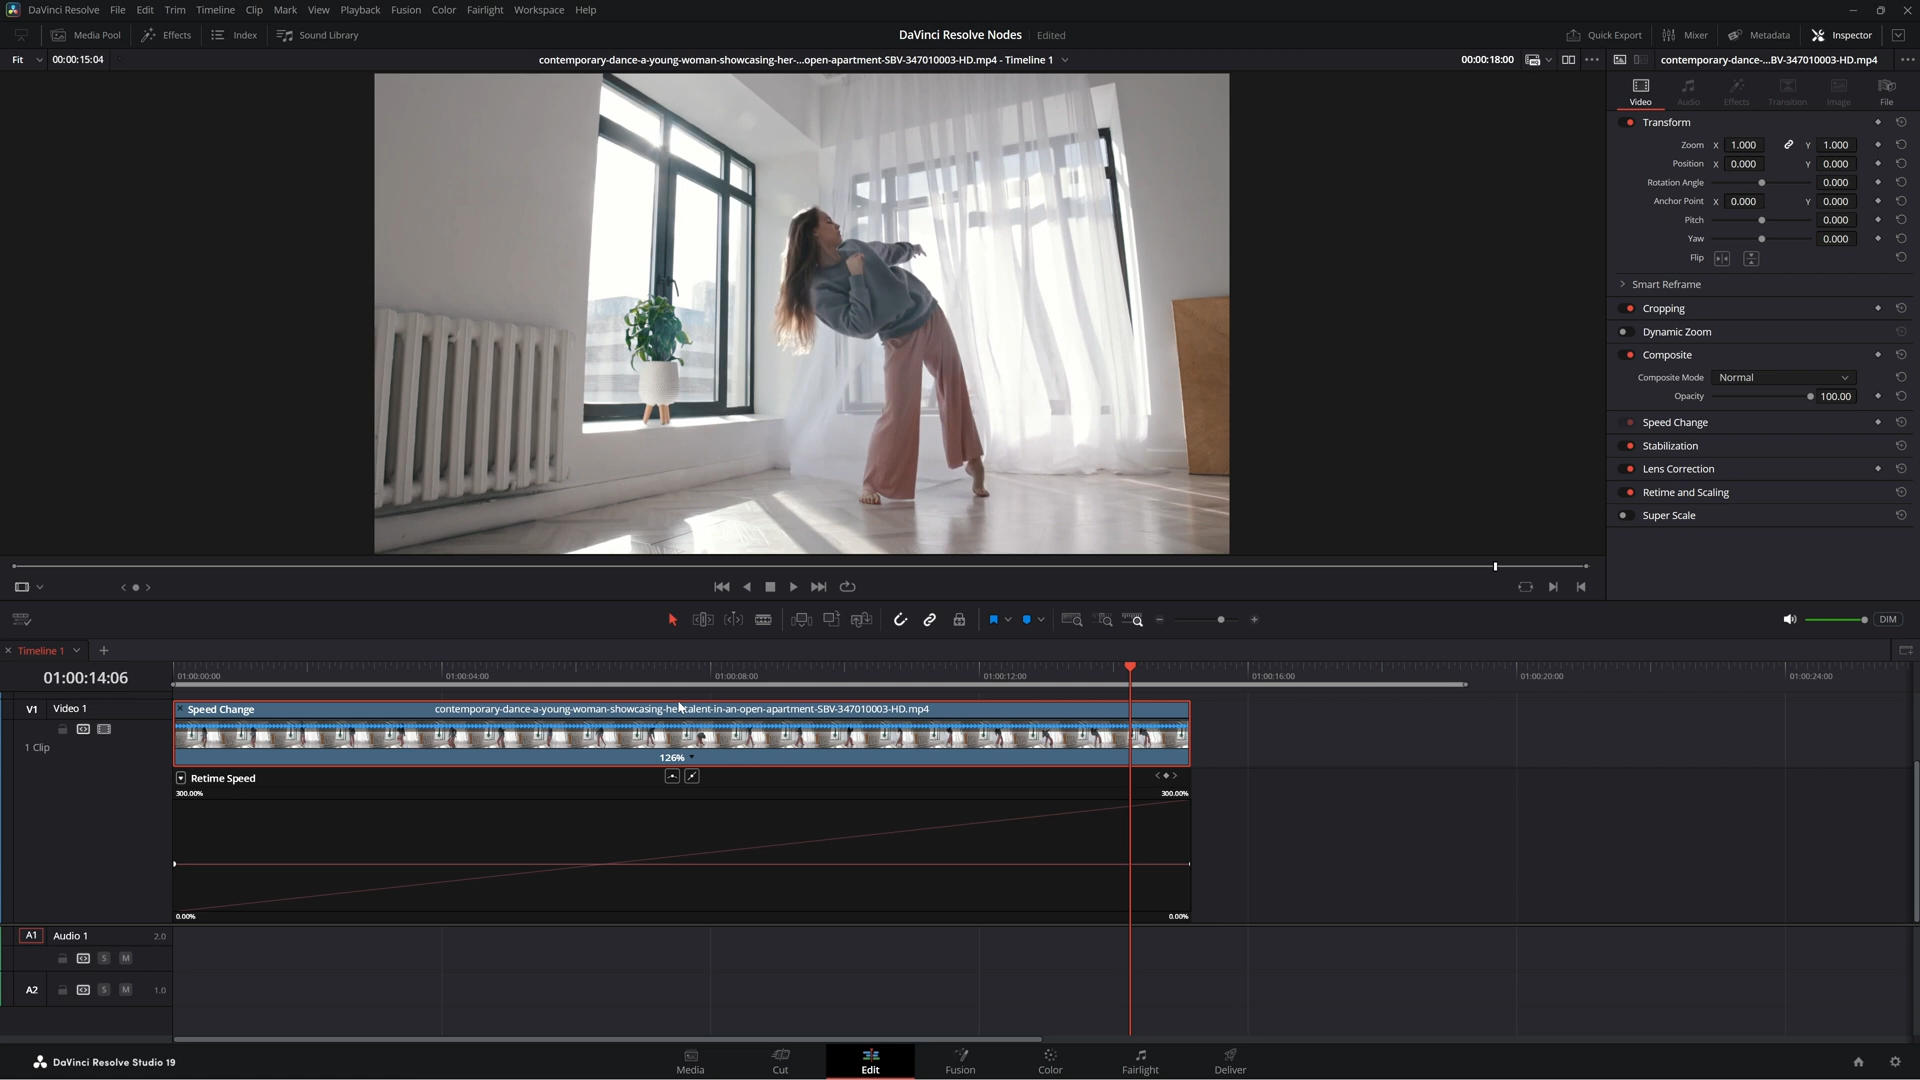 DaVinci Resolve File Edit Trim Timeline Clip Mark View Playback Fusion Color Fairlight Workspace Help
Media Pool Effects Index Sound Library DaVinci Resolve Nodes Edited Quick Export Mixer Metadata Inspector
Fit 00:00:15:04 contemporary-dance-a-young-woman-showcasing-her-...open-apartment-SBV-347010003-HD.mp4 - Timeline 1 00:00:18:00 contemporary-dance-...BV-347010003-HD.mp4
Video Audio Effects Transition Image File
Transform
Zoom X 1.000 Y 1.000
Position X 0.000 Y 0.000
Rotation Angle 0.000
Anchor Point X 0.000 Y 0.000
Pitch 0.000
Yaw 0.000
Flip
Smart Reframe
Cropping
Dynamic Zoom
Composite
Composite Mode Normal
Opacity 100.00
Speed Change
Stabilization
Lens Correction
Retime and Scaling
Super Scale
DIM
Timeline 1
01:00:14:06 01:00:00:00 01:00:04:00 01:00:08:00 01:00:12:00 01:00:16:00 01:00:20:00 01:00:24:00
V1 Video 1 Speed Change contemporary-dance-a-young-woman-showcasing-her-talent-in-an-open-apartment-SBV-347010003-HD.mp4
1 Clip
126%
Retime Speed
300.00% 300.00%
0.00% 0.00%
A1 Audio 1 2.0
S M
A2 S M 1.0
DaVinci Resolve Studio 19 Media Cut Edit Fusion Color Fairlight Deliver